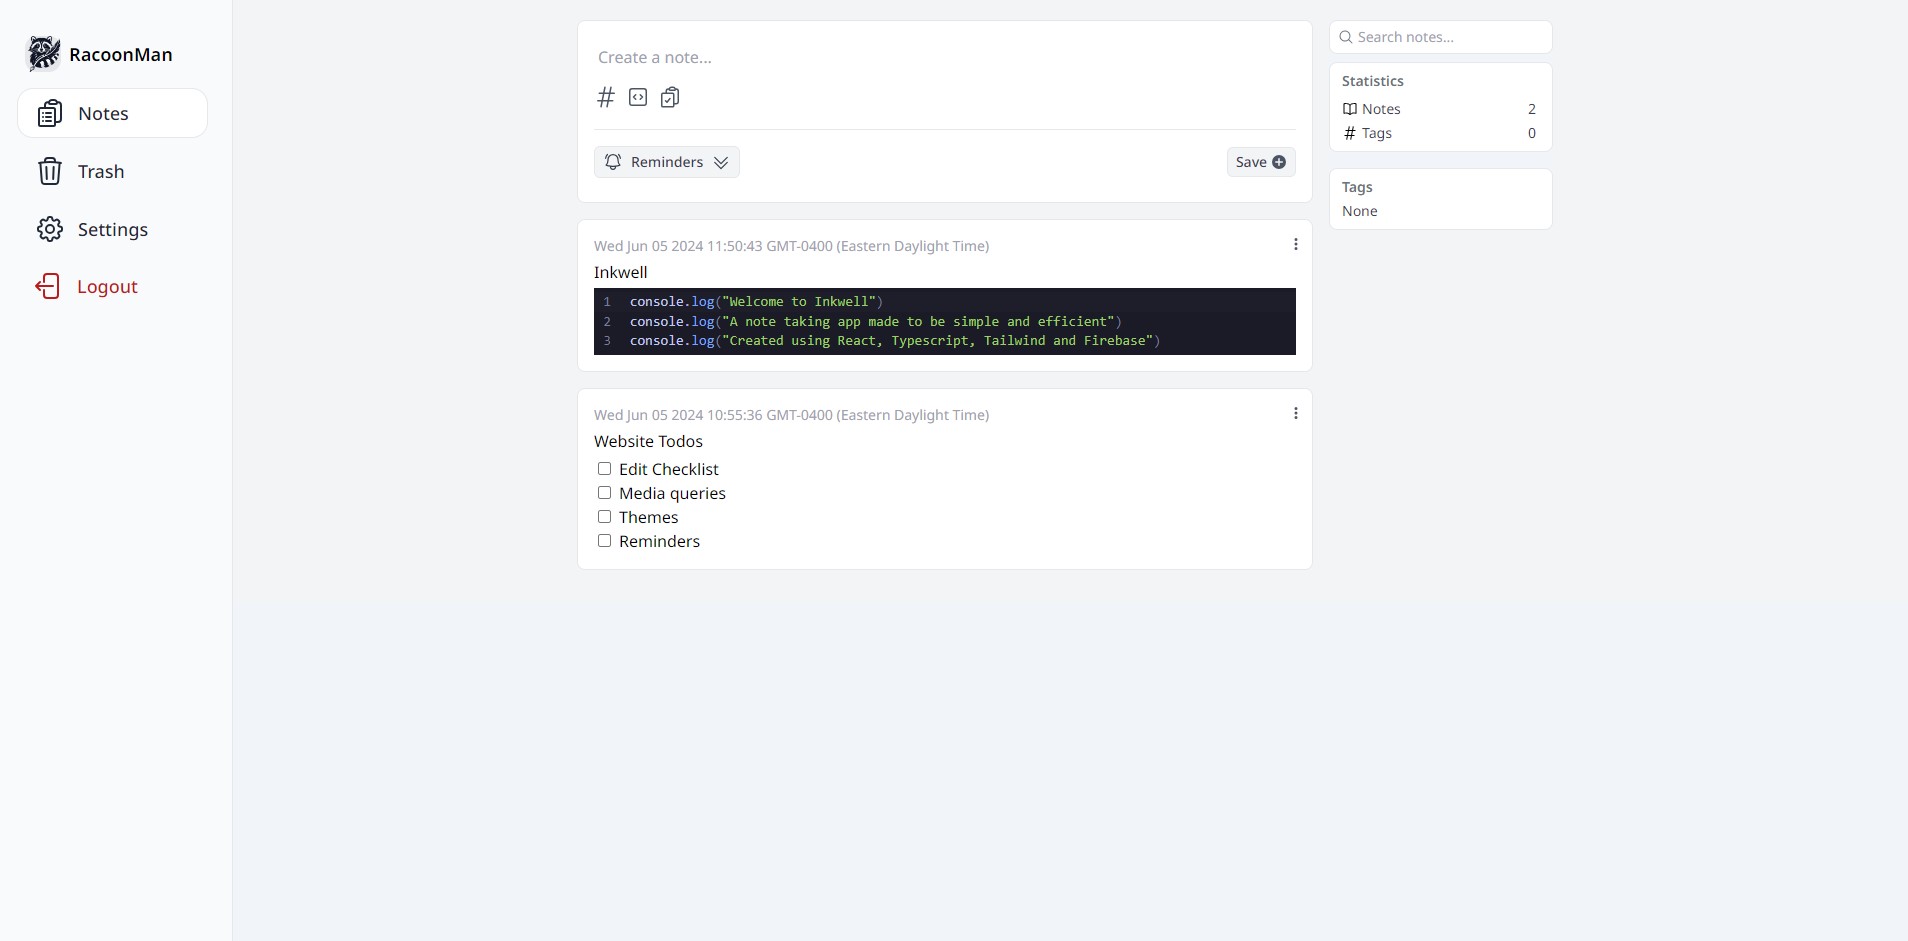 RacoonMan
Notes
Trash
Settings
Logout
Create a note...
Reminders
Save
Wed Jun 05 2024 11:50:43 GMT-0400 (Eastern Daylight Time)
Inkwell
1 console.log("Welcome to Inkwell")
2 console.log("A note taking app made to be simple and efficient")
3 console.log("Created using React, Typescript, Tailwind and Firebase")
Wed Jun 05 2024 10:55:36 GMT-0400 (Eastern Daylight Time)
Website Todos
Edit Checklist
Media queries
Themes
Reminders
Search notes...
Statistics
Notes 2
# Tags 0
Tags
None